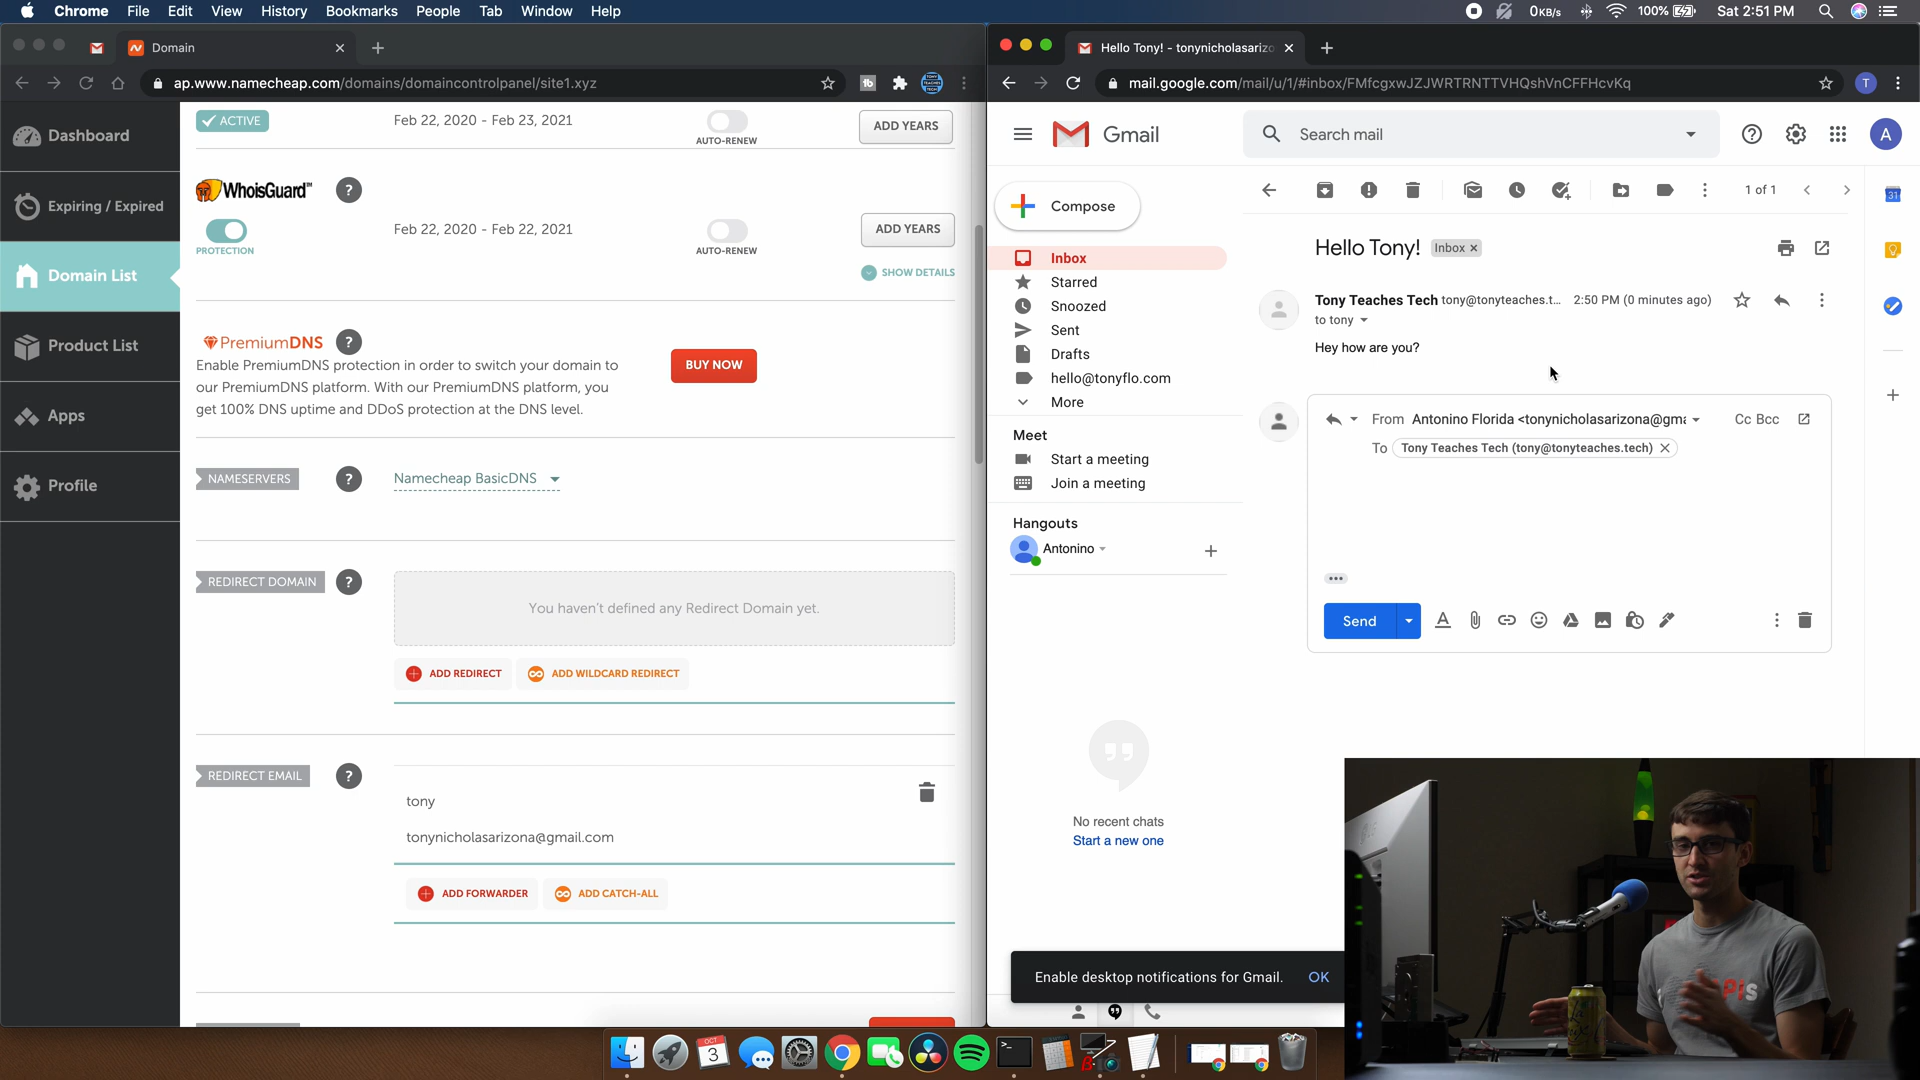 Chrome File Edit View History Bookmarks People Tab Window Help
0KB/s 100% Sat 2:51 PM
Domain
ap.www.namecheap.com/domains/domaincontrolpanel/site1.xyz
Dashboard
Expiring / Expired
Domain List
Product List
Apps
Profile
ACTIVE
Feb 22, 2020 - Feb 23, 2021
AUTO-RENEW
ADD YEARS
WhoisGuard
?
PROTECTION
Feb 22, 2020 - Feb 22, 2021
AUTO-RENEW
ADD YEARS
SHOW DETAILS
PremiumDNS
?
Enable PremiumDNS protection in order to switch your domain to
our PremiumDNS platform. With our PremiumDNS platform, you
get 100% DNS uptime and DDoS protection at the DNS level.
BUY NOW
NAMESERVERS
?
Namecheap BasicDNS
REDIRECT DOMAIN
?
You haven't defined any Redirect Domain yet.
ADD REDIRECT
ADD WILDCARD REDIRECT
REDIRECT EMAIL
?
tony
tonynicholasarizona@gmail.com
ADD FORWARDER
ADD CATCH-ALL
Hello Tony! - tonynicholasarizo
mail.google.com/mail/u/1/#inbox/FMfcgxwJZJWRTRNTTVHQshVnCFFHcvKq
T
Gmail
Search mail
A
Compose
1 of 1
31
Inbox
Starred
Snoozed
Sent
Drafts
hello@tonyflo.com
More
Meet
Start a meeting
Join a meeting
Hangouts
Antonino
No recent chats
Start a new one
Hello Tony!
Inbox
Tony Teaches Tech tony@tonyteaches.t... 2:50 PM (0 minutes ago)
to tony
Hey how are you?
From Antonino Florida <tonynicholasarizona@gma
Cc Bcc
To Tony Teaches Tech (tony@tonyteaches.tech)
Send
Enable desktop notifications for Gmail. OK
OCT
3